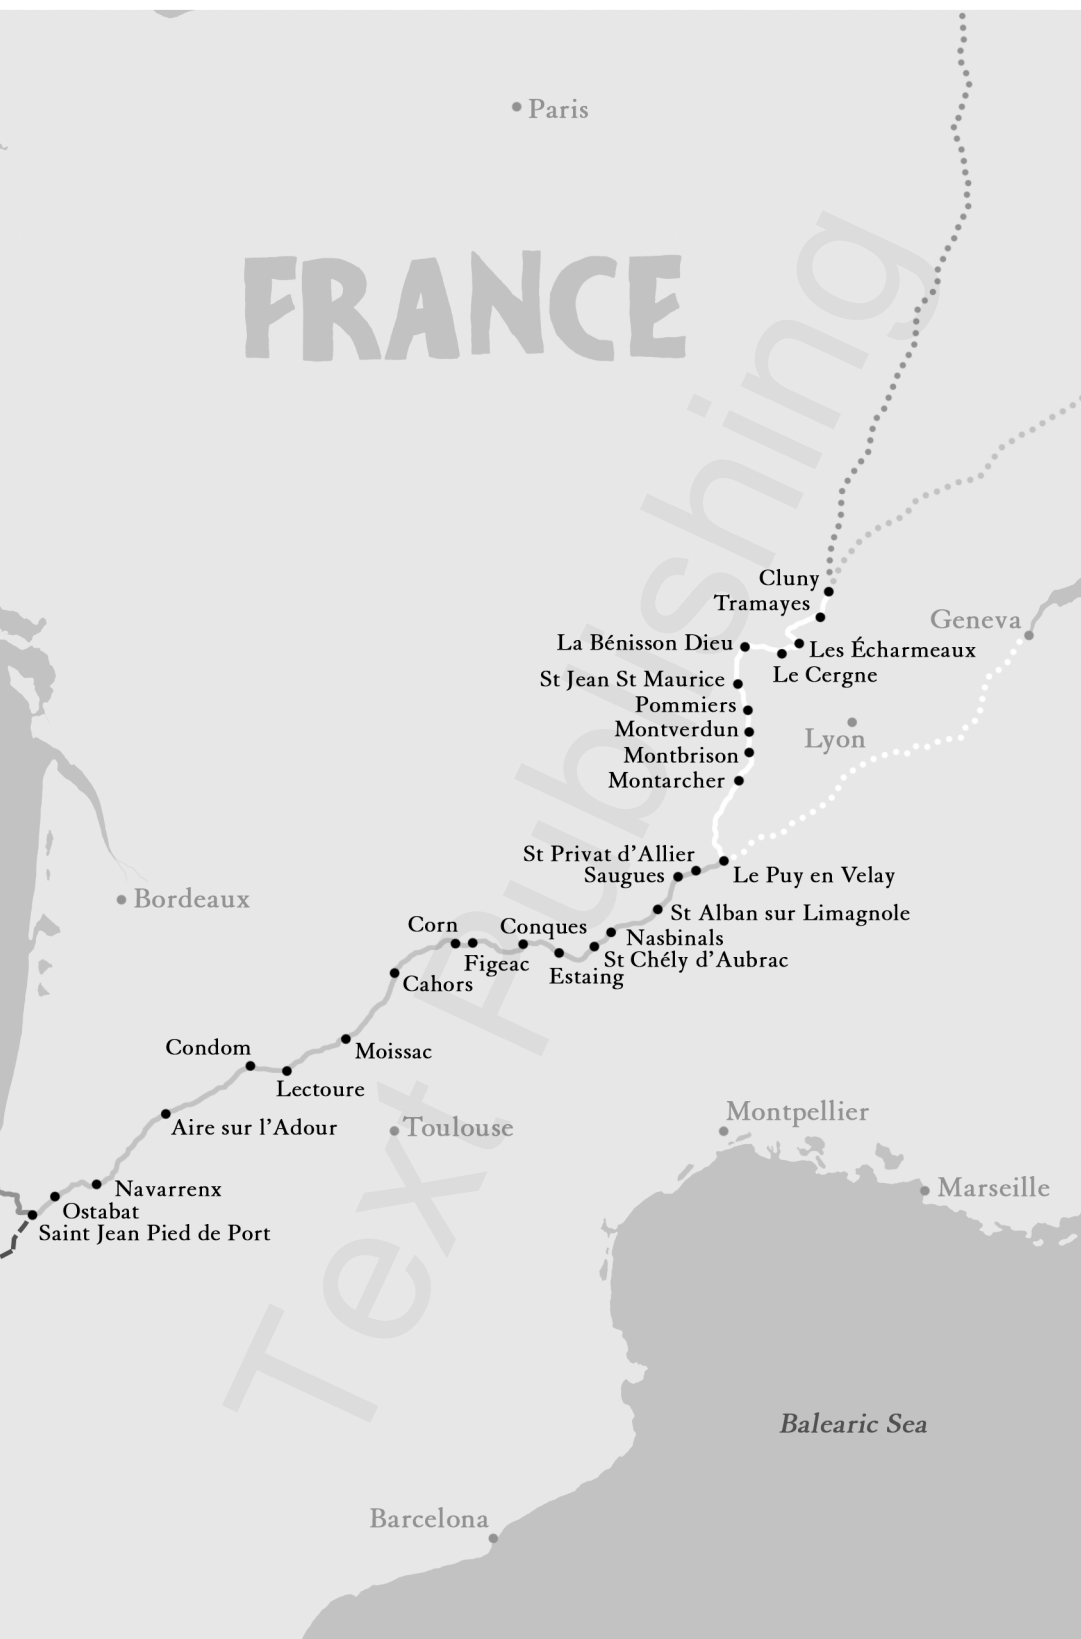 Paris
FRANCE
Cluny
Tramayes
Geneva
La Bénisson Dieu
Les Écharmeaux
Le Cergne
St Jean St Maurice
Pommiers
Montverdun
Lyon
Montbrison
Montarcher
St Privat d’Allier
Saugues
Le Puy en Velay
Bordeaux
St Alban sur Limagnole
Corn
Conques
Nasbinals
St Chély d’Aubrac
Figeac
Estaing
Cahors
Condom
Moissac
Lectoure
Montpellier
Aire sur l’Adour
Toulouse
Navarrenx
Marseille
Ostabat
Saint Jean Pied de Port
Balearic Sea
Barcelona
Text Publishing